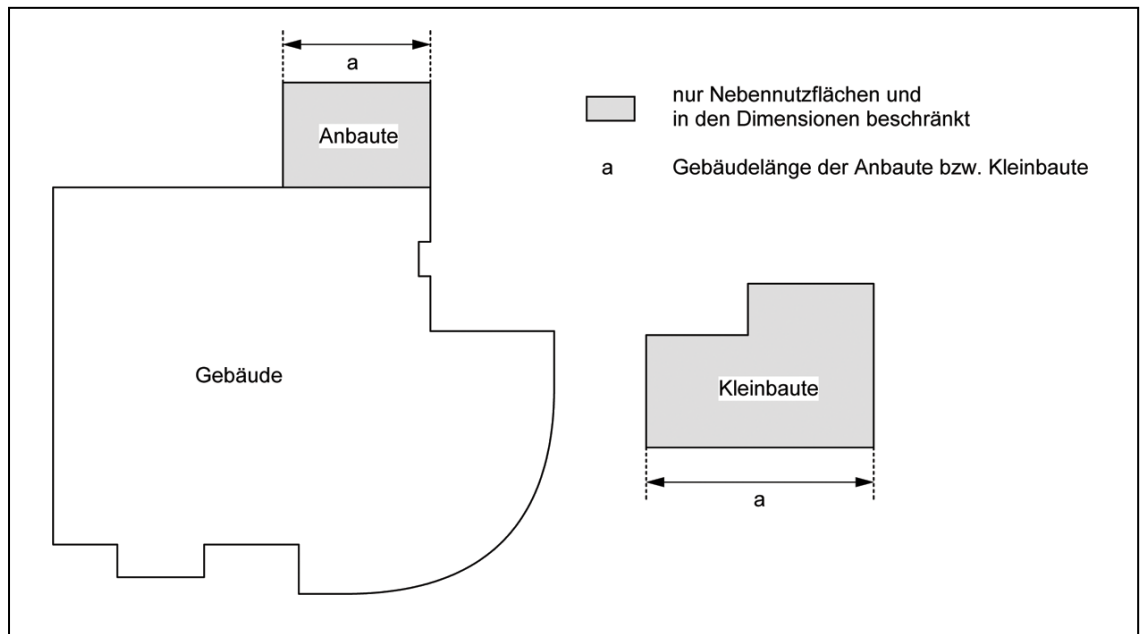 a
Anbaute
nur Nebennutzflächen und
in den Dimensionen beschränkt
a Gebäudelänge der Anbaute bzw. Kleinbaute
Gebäude
Kleinbaute
a